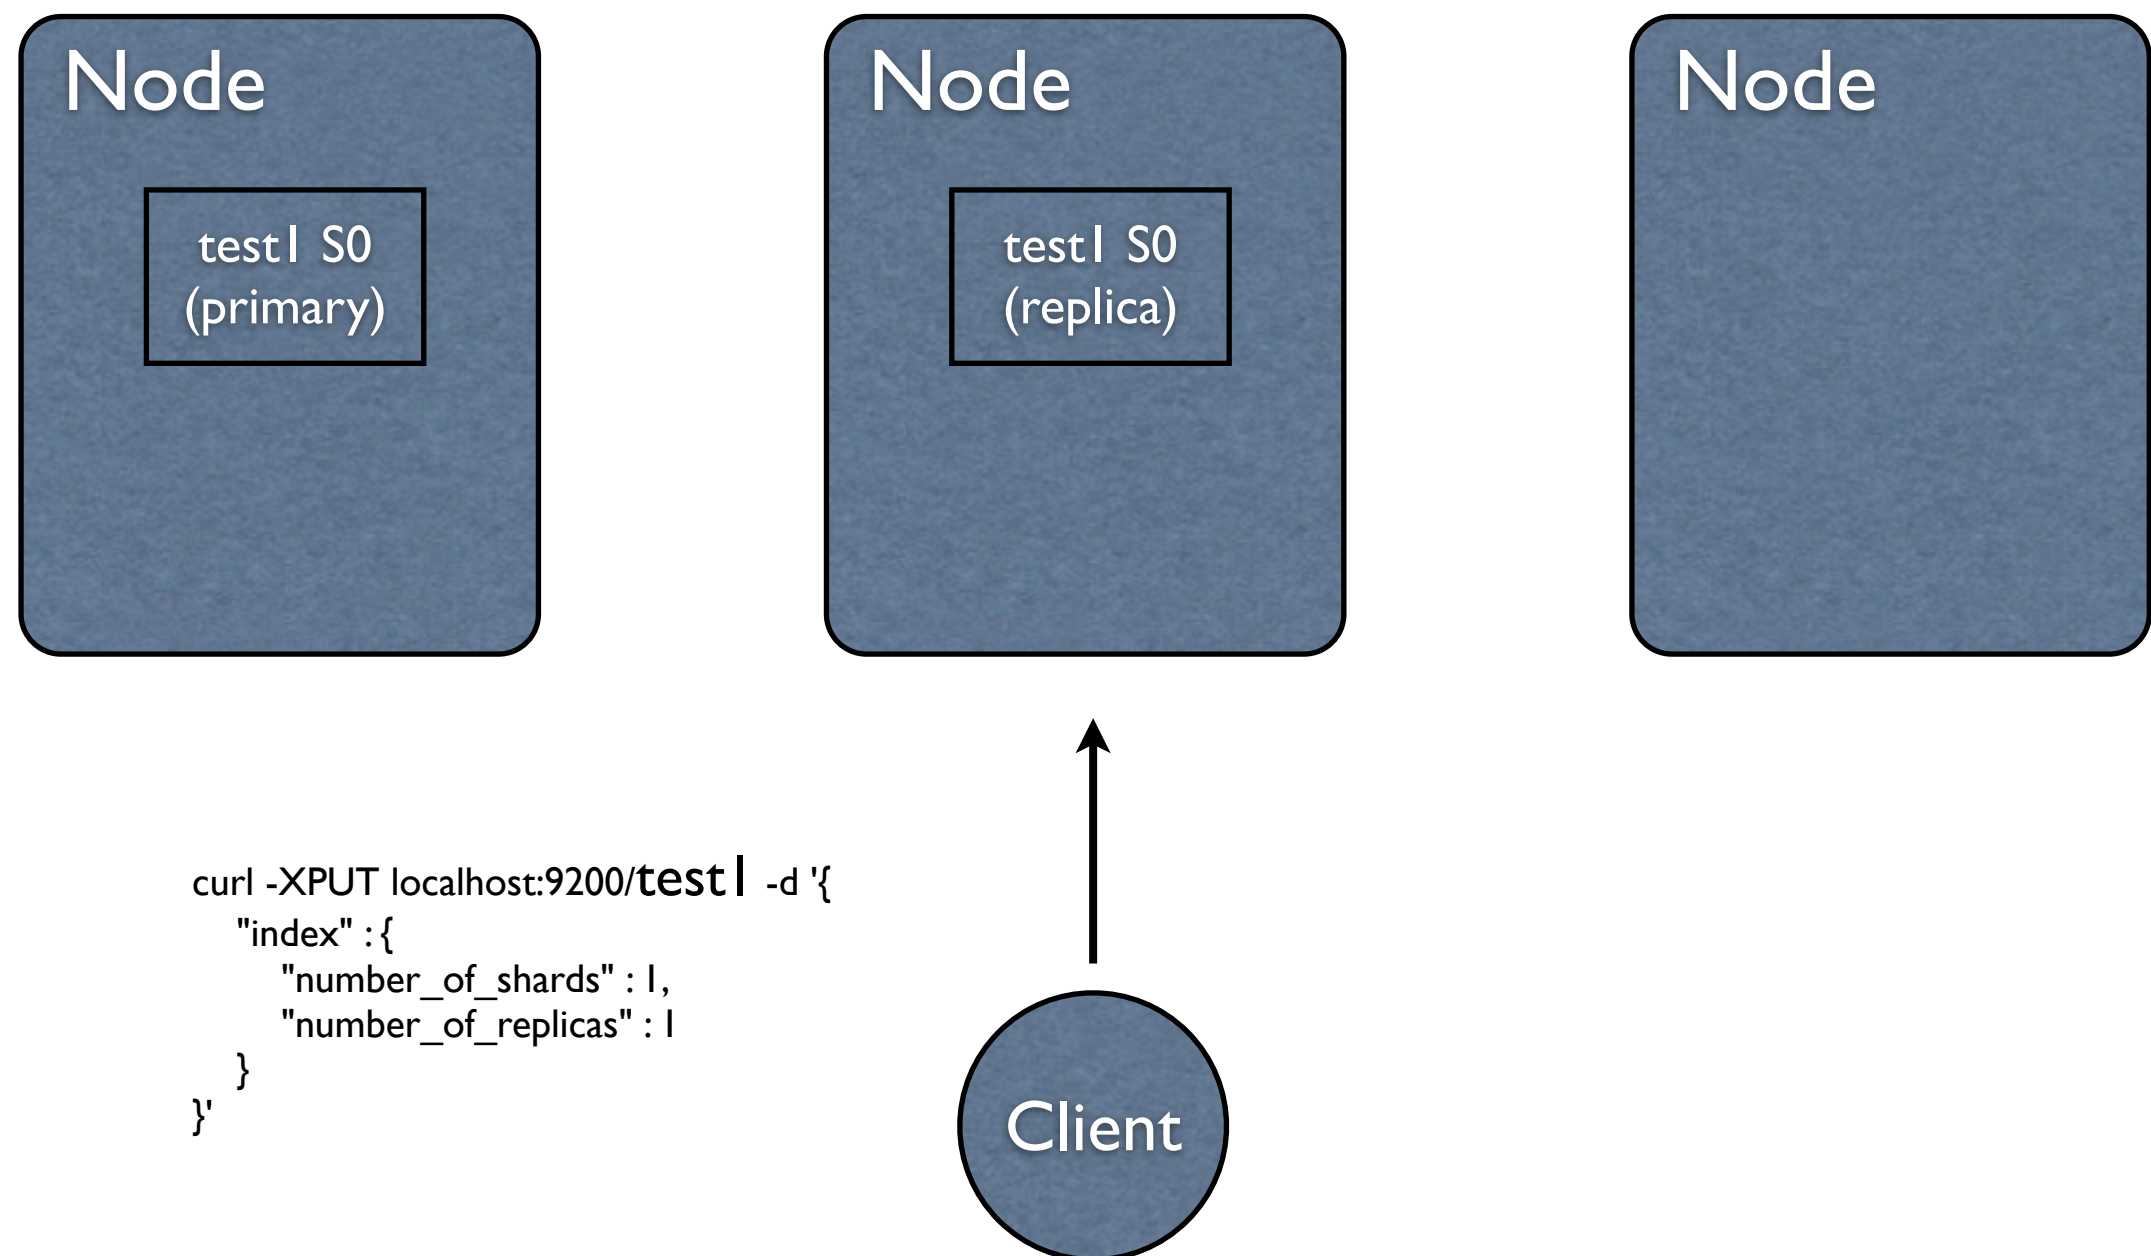 Node
test1 S0
(primary)
Node
test1 S0
(replica)
Node
curl -XPUT localhost:9200/test1 -d '{
"index" : {
"number_of_shards" : 1,
"number_of_replicas" : 1
}
}'
Client